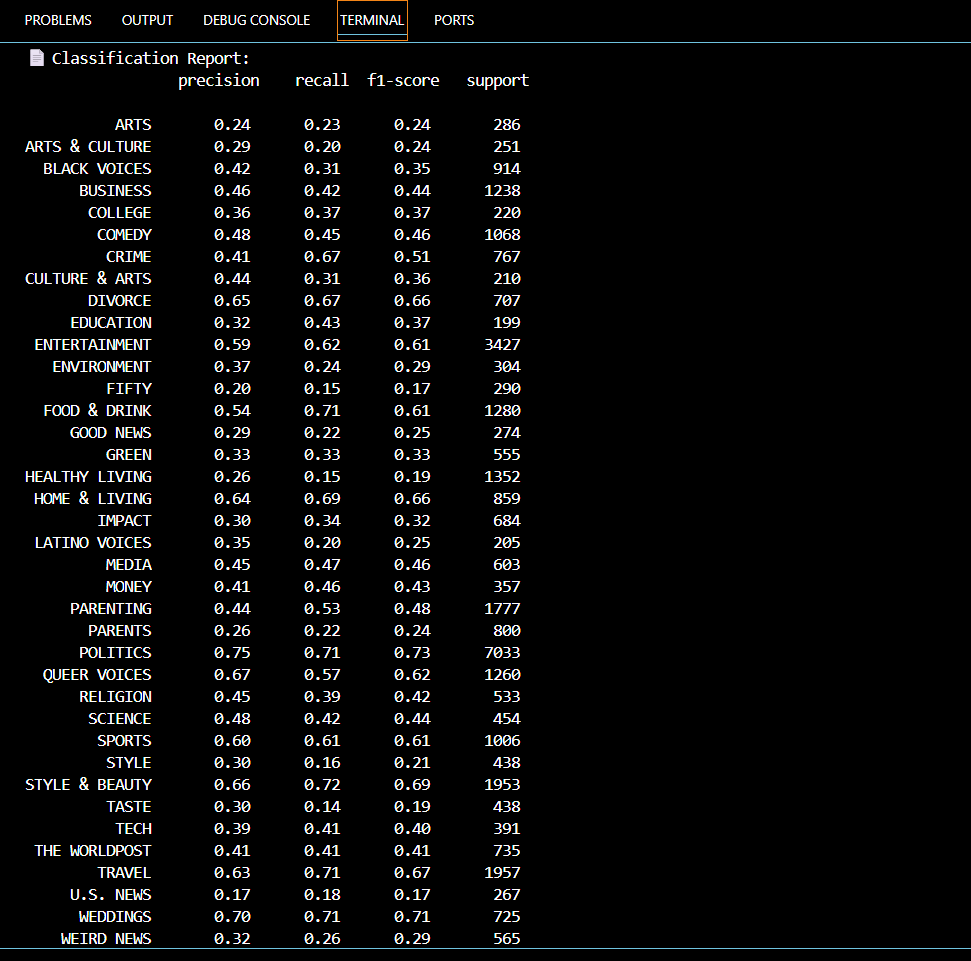 PROBLEMS OUTPUT DEBUG CONSOLE TERMINAL PORTS
📄 Classification Report:
precision recall f1-score support
ARTS 0.24 0.23 0.24 286
ARTS & CULTURE 0.29 0.20 0.24 251
BLACK VOICES 0.42 0.31 0.35 914
BUSINESS 0.46 0.42 0.44 1238
COLLEGE 0.36 0.37 0.37 220
COMEDY 0.48 0.45 0.46 1068
CRIME 0.41 0.67 0.51 767
CULTURE & ARTS 0.44 0.31 0.36 210
DIVORCE 0.65 0.67 0.66 707
EDUCATION 0.32 0.43 0.37 199
ENTERTAINMENT 0.59 0.62 0.61 3427
ENVIRONMENT 0.37 0.24 0.29 304
FIFTY 0.20 0.15 0.17 290
FOOD & DRINK 0.54 0.71 0.61 1280
GOOD NEWS 0.29 0.22 0.25 274
GREEN 0.33 0.33 0.33 555
HEALTHY LIVING 0.26 0.15 0.19 1352
HOME & LIVING 0.64 0.69 0.66 859
IMPACT 0.30 0.34 0.32 684
LATINO VOICES 0.35 0.20 0.25 205
MEDIA 0.45 0.47 0.46 603
MONEY 0.41 0.46 0.43 357
PARENTING 0.44 0.53 0.48 1777
PARENTS 0.26 0.22 0.24 800
POLITICS 0.75 0.71 0.73 7033
QUEER VOICES 0.67 0.57 0.62 1260
RELIGION 0.45 0.39 0.42 533
SCIENCE 0.48 0.42 0.44 454
SPORTS 0.60 0.61 0.61 1006
STYLE 0.30 0.16 0.21 438
STYLE & BEAUTY 0.66 0.72 0.69 1953
TASTE 0.30 0.14 0.19 438
TECH 0.39 0.41 0.40 391
THE WORLDPOST 0.41 0.41 0.41 735
TRAVEL 0.63 0.71 0.67 1957
U.S. NEWS 0.17 0.18 0.17 267
WEDDINGS 0.70 0.71 0.71 725
WEIRD NEWS 0.32 0.26 0.29 565